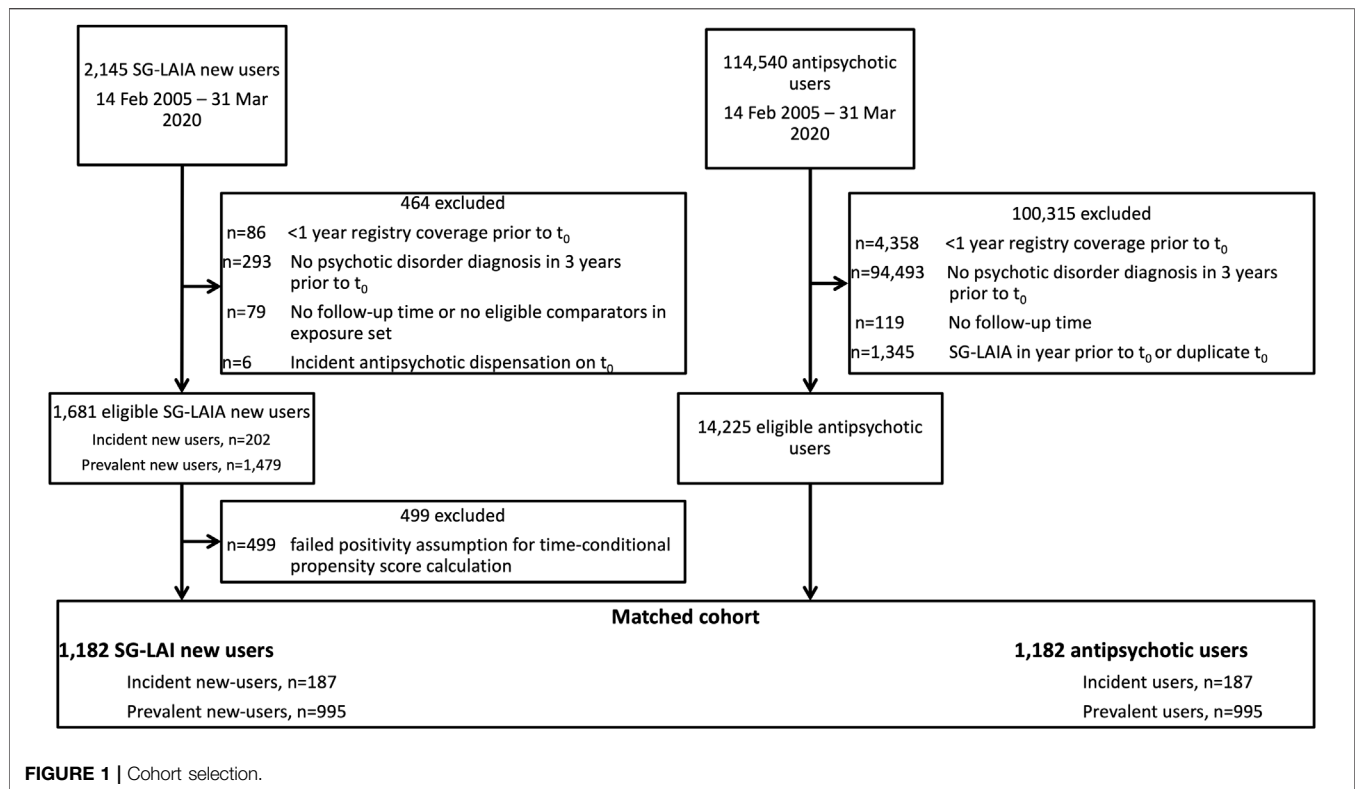 2,145 SG-LAIA new users
14 Feb 2005 – 31 Mar
2020
114,540 antipsychotic
users
14 Feb 2005 – 31 Mar
2020
464 excluded
n=86 <1 year registry coverage prior to t0
n=293 No psychotic disorder diagnosis in 3 years
prior to t0
n=79 No follow-up time or no eligible comparators in
exposure set
n=6 Incident antipsychotic dispensation on t0
100,315 excluded
n=4,358 <1 year registry coverage prior to t0
n=94,493 No psychotic disorder diagnosis in 3 years
prior to t0
n=119 No follow-up time
n=1,345 SG-LAIA in year prior to t0 or duplicate t0
1,681 eligible SG-LAIA new users
Incident new users, n=202
Prevalent new users, n=1,479
14,225 eligible antipsychotic
users
499 excluded
n=499 failed positivity assumption for time-conditional
propensity score calculation
Matched cohort
1,182 SG-LAI new users
Incident new-users, n=187
Prevalent new-users, n=995
1,182 antipsychotic users
Incident users, n=187
Prevalent users, n=995
FIGURE 1 | Cohort selection.